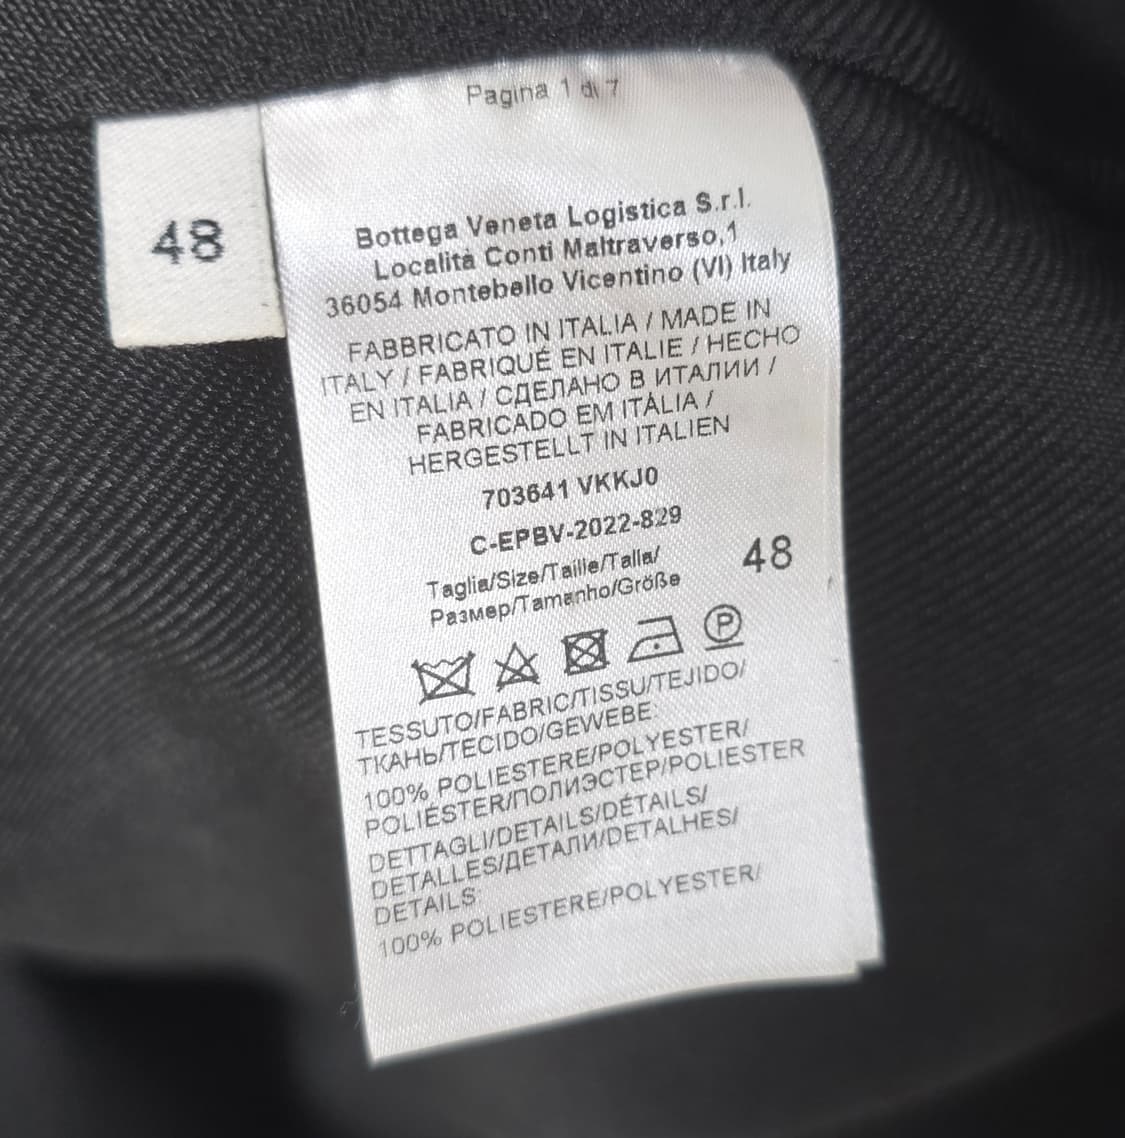 Pagina 1 di 7
48
Bottega Veneta Logistica S.r.l.
Località Conti Maltraverso,1
36054 Montebello Vicentino (VI) Italy
FABBRICATO IN ITALIA / MADE IN
ITALY / FABRIQUÉ EN ITALIE / HECHO
EN ITALIA / СДЕЛАНО В ИТАЛИИ /
FABRICADO EM ITÁLIA /
HERGESTELLT IN ITALIEN
703641 VKKJ0
C-EPBV-2022-829
Taglia/Size/Taille/Talla/
Размер/Tamanho/Größe
48
P
TESSUTO/FABRIC/TISSU/TEJIDO/
ТКАНЬ/TECIDO/GEWEBE:
100% POLIESTERE/POLYESTER/
POLIÉSTER/ПОЛИЭСТЕР/POLIESTER
DETTAGLI/DETAILS/DÉTAILS/
DETALLES/ДЕТАЛИ/DETALHES/
DETAILS:
100% POLIESTERE/POLYESTER/